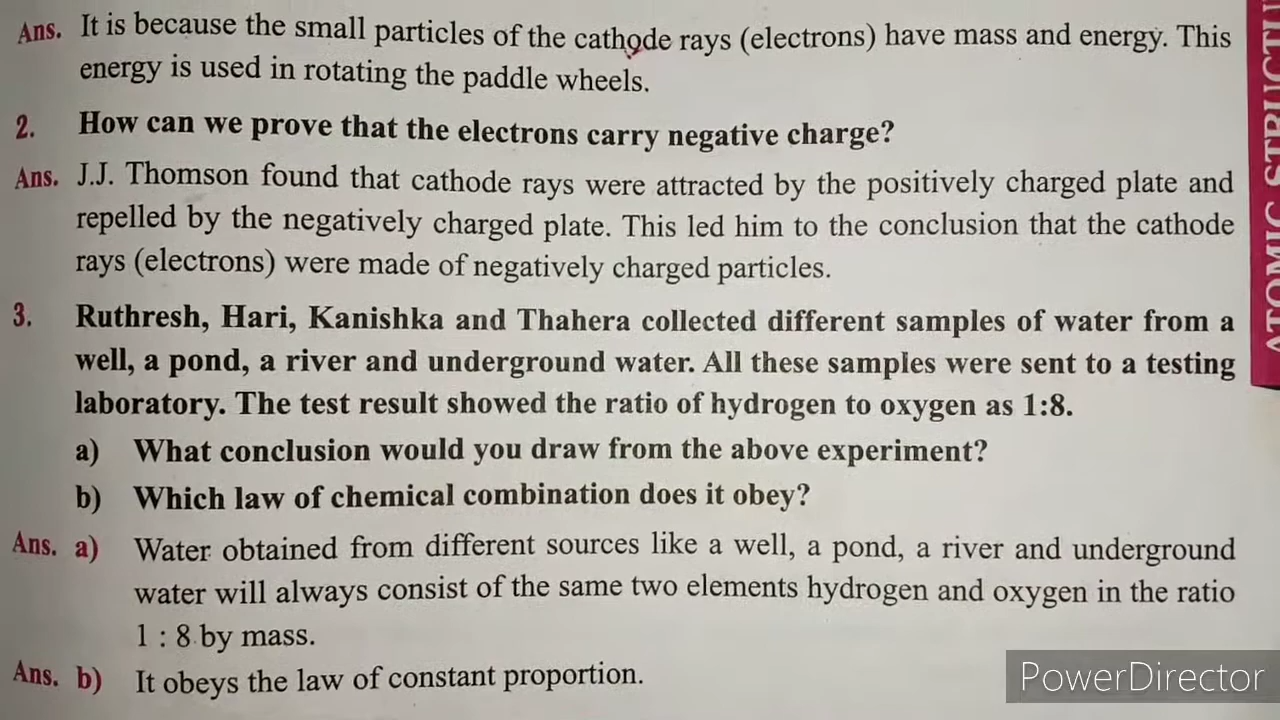 Ans. It is because the small particles of the cathode rays (electrons) have mass and energy. This
energy is used in rotating the paddle wheels.
2. How can we prove that the electrons carry negative charge?
Ans. J.J. Thomson found that cathode rays were attracted by the positively charged plate and
repelled by the negatively charged plate. This led him to the conclusion that the cathode
rays (electrons) were made of negatively charged particles.
3. Ruthresh, Hari, Kanishka and Thahera collected different samples of water from a
well, a pond, a river and underground water. All these samples were sent to a testing
laboratory. The test result showed the ratio of hydrogen to oxygen as 1:8.
a) What conclusion would you draw from the above experiment?
b) Which law of chemical combination does it obey?
Ans. a) Water obtained from different sources like a well, a pond, a river and underground
water will always consist of the same two elements hydrogen and oxygen in the ratio
1 : 8 by mass.
Ans. b) It obeys the law of constant proportion.
ATOMIC
PowerDirector